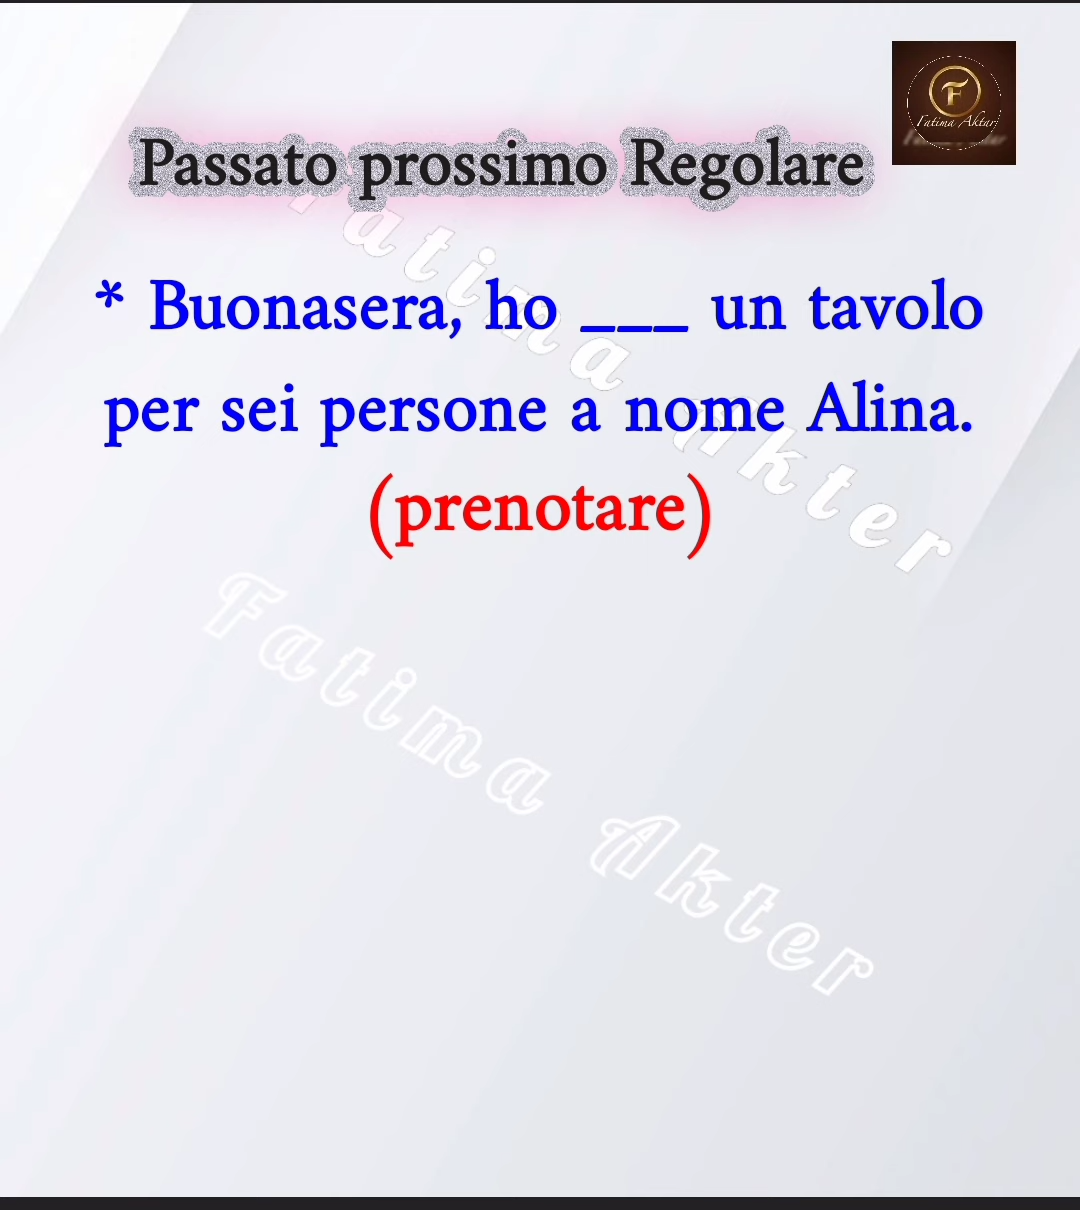 Fatima Aktar
Passato prossimo Regolare
* Buonasera, ho ___ un tavolo
per sei persone a nome Alina.
(prenotare)
Fatima Akter
Fatima Akter